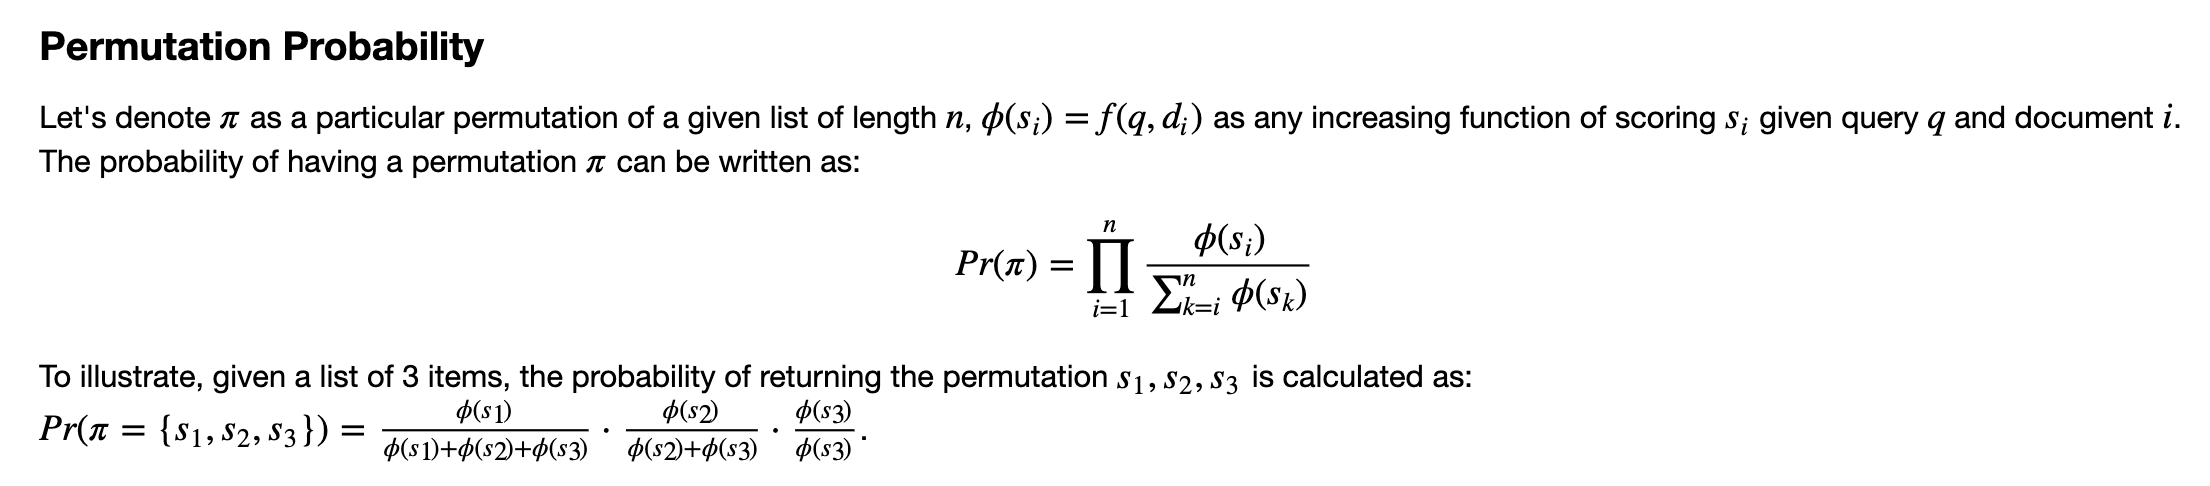 Permutation Probability
Let's denote π as a particular permutation of a given list of length n, ϕ(s_i) = f(q, d_i) as any increasing function of scoring s_i given query q and document i.
The probability of having a permutation π can be written as:
Pr(π) = ∏_{i=1}^{n} ϕ(s_i) / ∑_{k=i}^{n} ϕ(s_k)
To illustrate, given a list of 3 items, the probability of returning the permutation s_1, s_2, s_3 is calculated as:
Pr(π = {s_1, s_2, s_3}) = ϕ(s1) / (ϕ(s1)+ϕ(s2)+ϕ(s3)) · ϕ(s2) / (ϕ(s2)+ϕ(s3)) · ϕ(s3) / ϕ(s3).